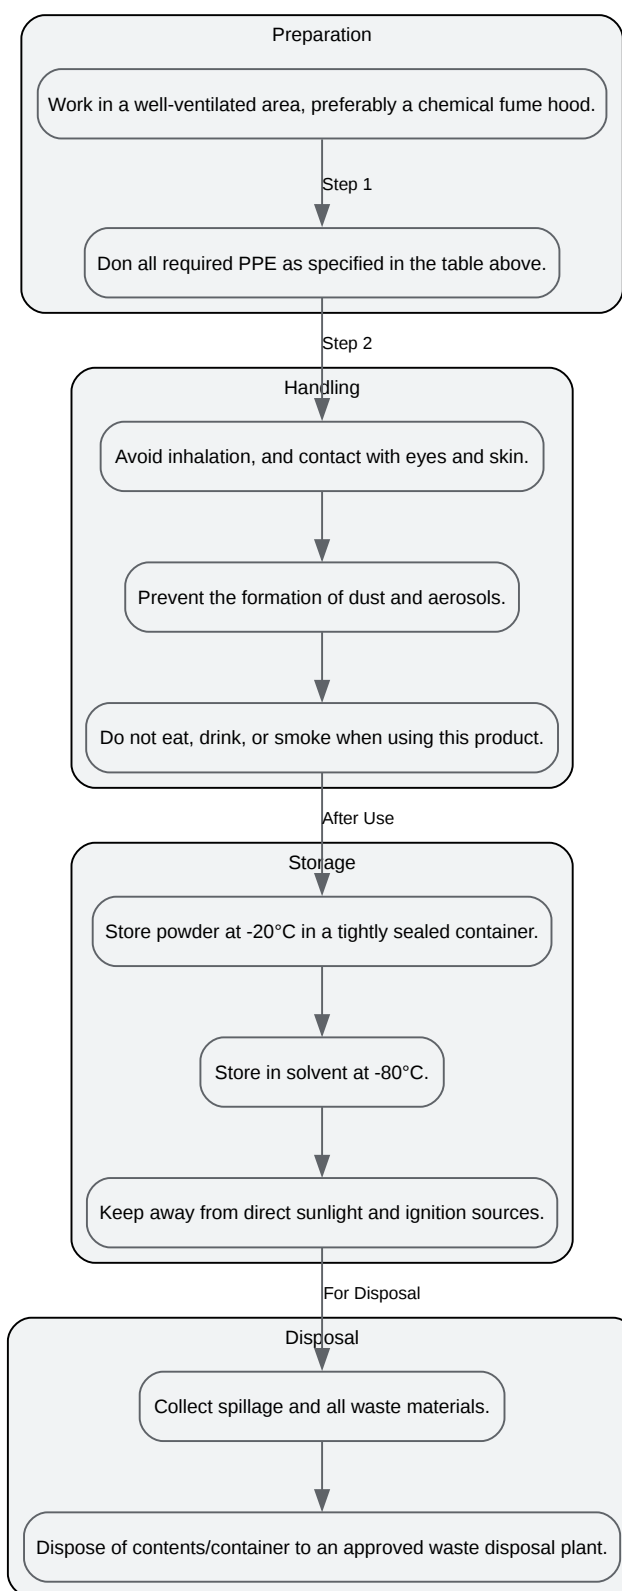 Preparation
Work in a well-ventilated area, preferably a chemical fume hood.
Step 1
Don all required PPE as specified in the table above.
Step 2
Handling
Avoid inhalation, and contact with eyes and skin.
Prevent the formation of dust and aerosols.
Do not eat, drink, or smoke when using this product.
After Use
Storage
Store powder at -20°C in a tightly sealed container.
Store in solvent at -80°C.
Keep away from direct sunlight and ignition sources.
For Disposal
Disposal
Collect spillage and all waste materials.
Dispose of contents/container to an approved waste disposal plant.